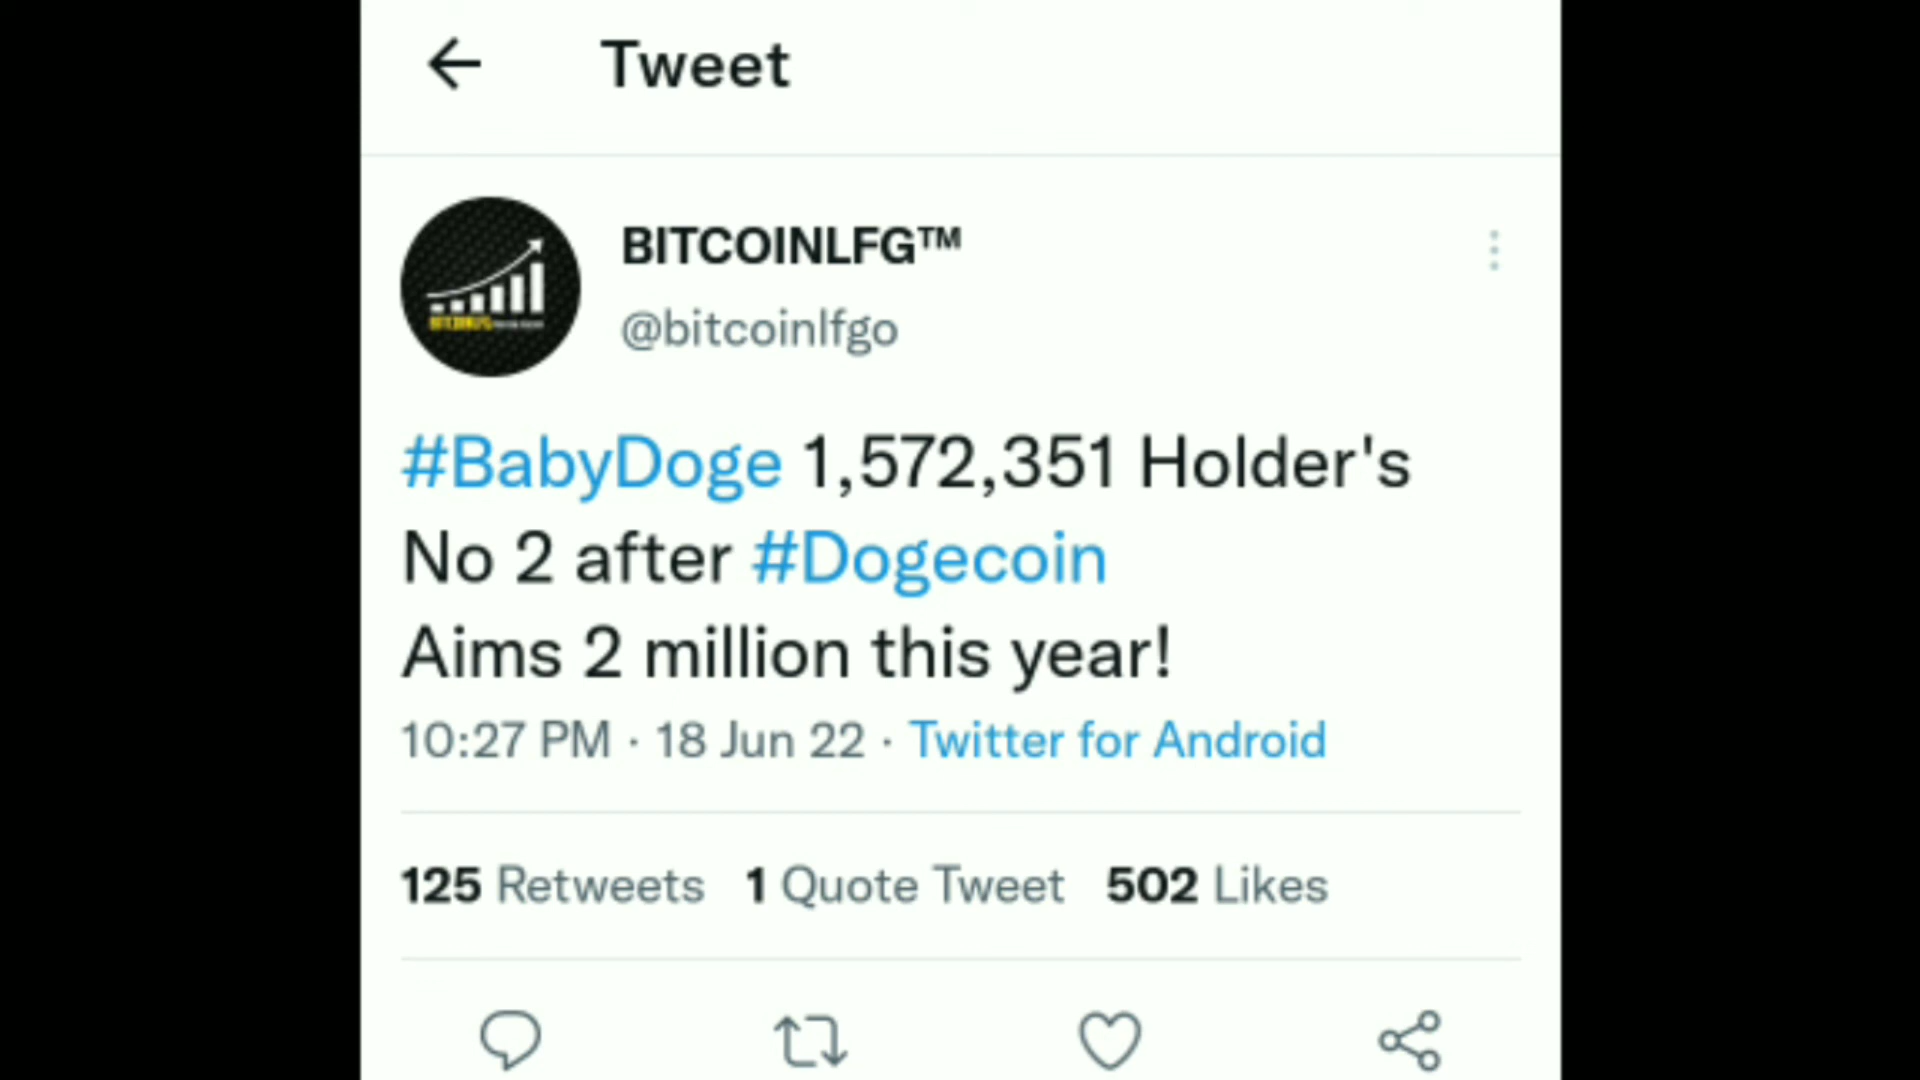 Tweet
BITCOINLFG™
@bitcoinlfgo
#BabyDoge 1,572,351 Holder's
No 2 after #Dogecoin
Aims 2 million this year!
10:27 PM · 18 Jun 22 · Twitter for Android
125 Retweets 1 Quote Tweet 502 Likes